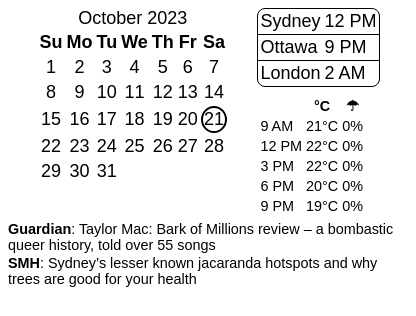 October 2023
Su Mo Tu We Th Fr Sa
1 2 3 4 5 6 7
8 9 10 11 12 13 14
15 16 17 18 19 20 21
22 23 24 25 26 27 28
29 30 31
Sydney 12 PM
Ottawa 9 PM
London 2 AM
°C ☂
9 AM 21°C 0%
12 PM 22°C 0%
3 PM 22°C 0%
6 PM 20°C 0%
9 PM 19°C 0%
Guardian: Taylor Mac: Bark of Millions review – a bombastic
queer history, told over 55 songs
SMH: Sydney's lesser known jacaranda hotspots and why
trees are good for your health